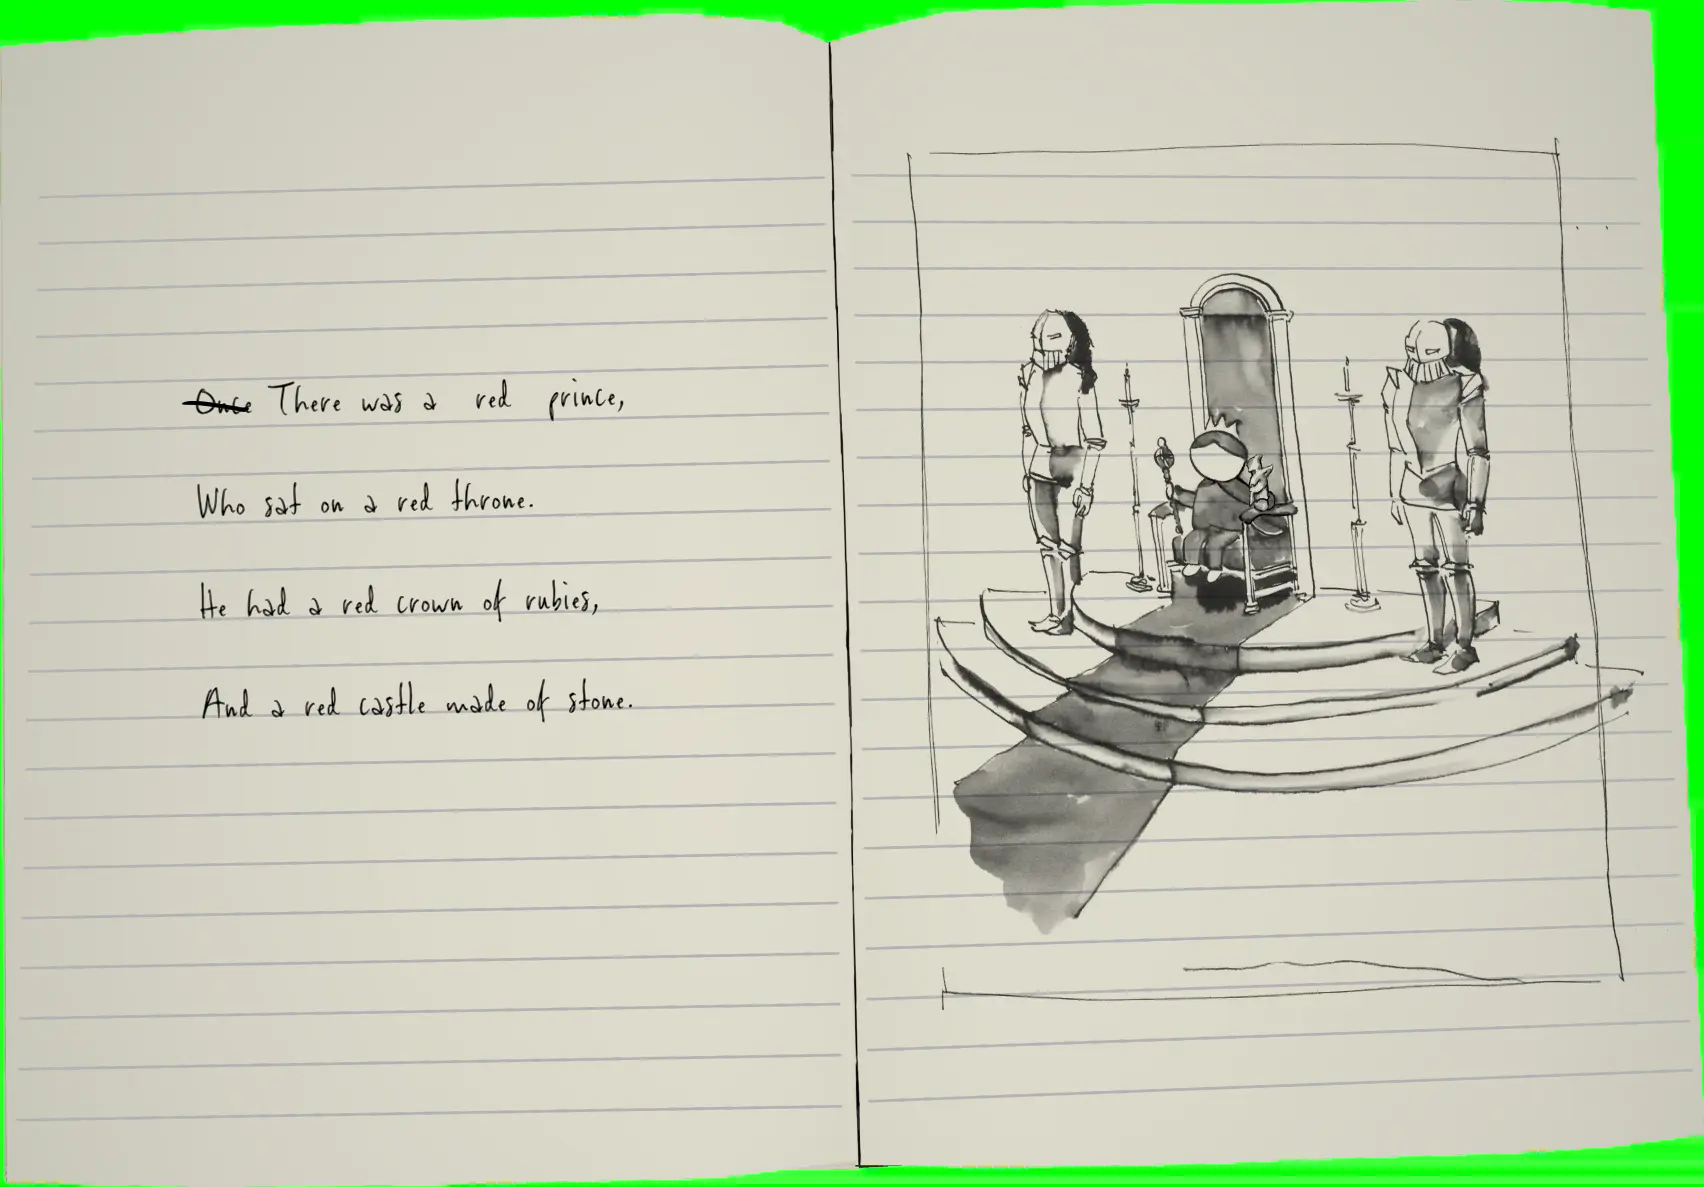 Once There was a red prince,
Who sat on a red throne.
He had a red crown of rubies,
And a red castle made of stone.